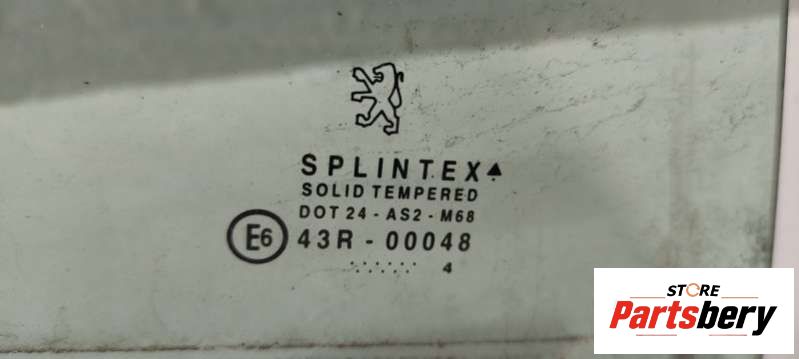 SPLINTEX
SOLID TEMPERED
DOT 24 - AS2 - M68
E6 43R - 00048
4
STORE
Partsbery